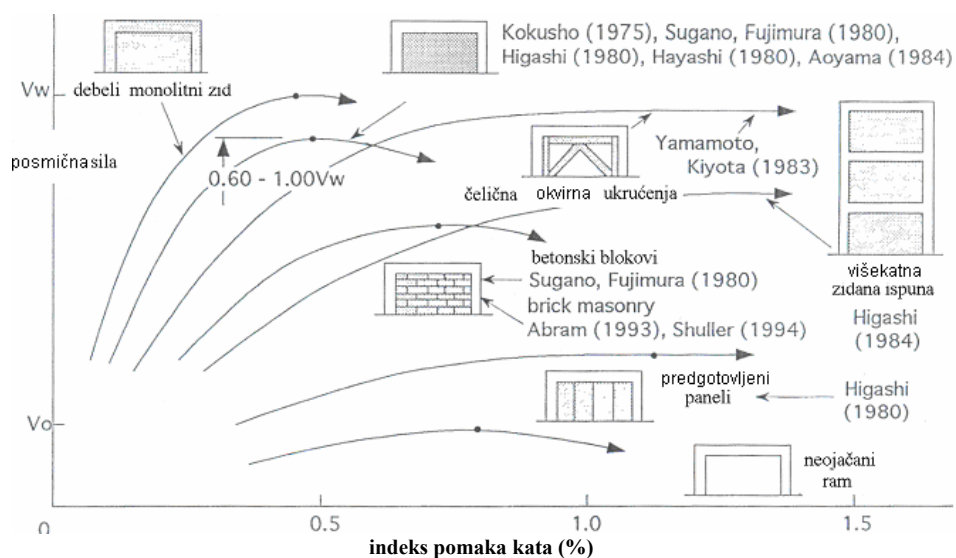 Kokusho (1975), Sugano, Fujimura (1980),
Higashi (1980), Hayashi (1980), Aoyama (1984)
Vw
debeli monolitni zid
posmična sila
0.60 - 1.00Vw
Yamamoto,
Kiyota (1983)
čelična okvirna ukrućenja
betonski blokovi
Sugano, Fujimura (1980)
brick masonry
Abram (1993), Shuller (1994)
višekatna
zidana ispuna
Higashi
(1984)
predgotovljeni
paneli
Higashi
(1980)
Vo
neojačani
ram
0
0.5
1.0
1.5
indeks pomaka kata (%)